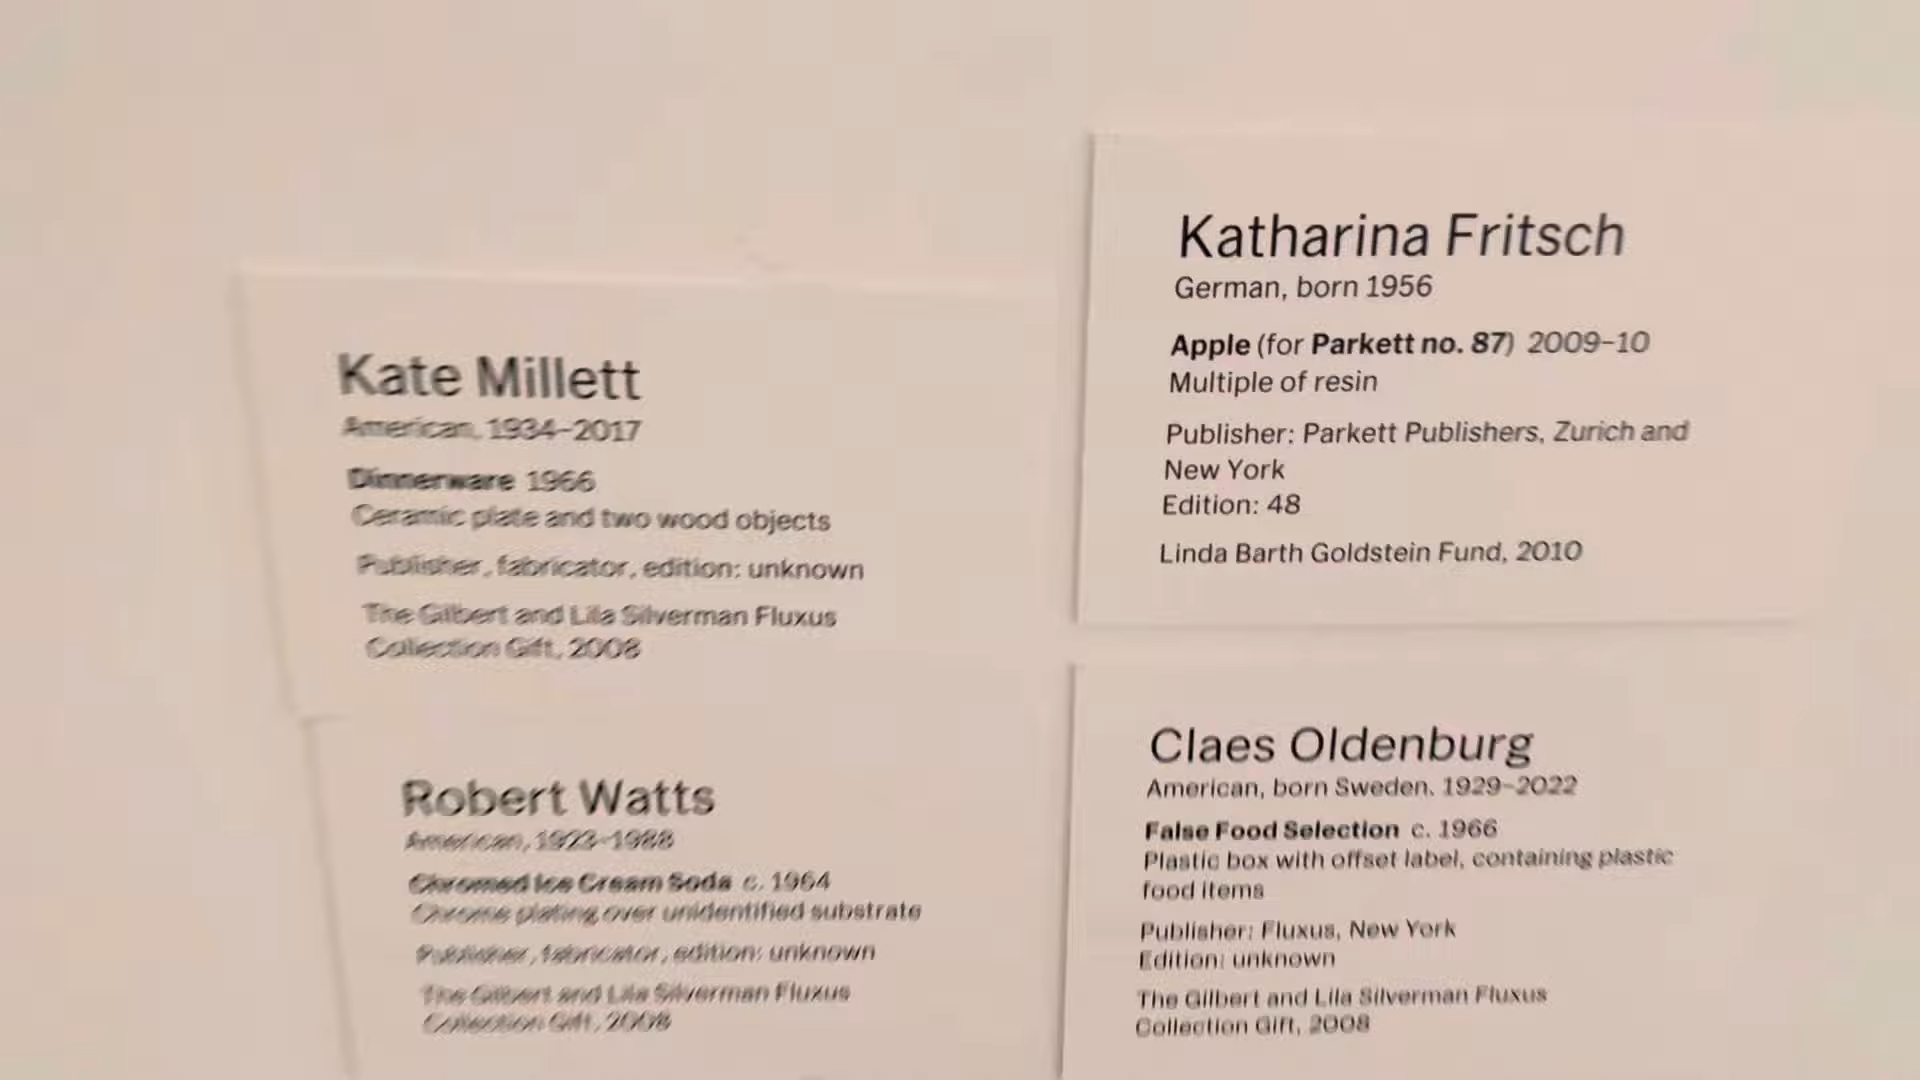 Kate Millett
American, 1934–2017
Dinnerware 1966
Ceramic plate and two wood objects
Publisher, fabricator, edition: unknown
The Gilbert and Lila Silverman Fluxus
Collection Gift, 2008
Robert Watts
American, 1923–1988
Chromed Ice Cream Soda c. 1964
Chrome plating over unidentified substrate
Publisher, fabricator, edition: unknown
The Gilbert and Lila Silverman Fluxus
Collection Gift, 2008
Katharina Fritsch
German, born 1956
Apple (for Parkett no. 87) 2009–10
Multiple of resin
Publisher: Parkett Publishers, Zurich and
New York
Edition: 48
Linda Barth Goldstein Fund, 2010
Claes Oldenburg
American, born Sweden. 1929–2022
False Food Selection c. 1966
Plastic box with offset label, containing plastic
food items
Publisher: Fluxus, New York
Edition: unknown
The Gilbert and Lila Silverman Fluxus
Collection Gift, 2008